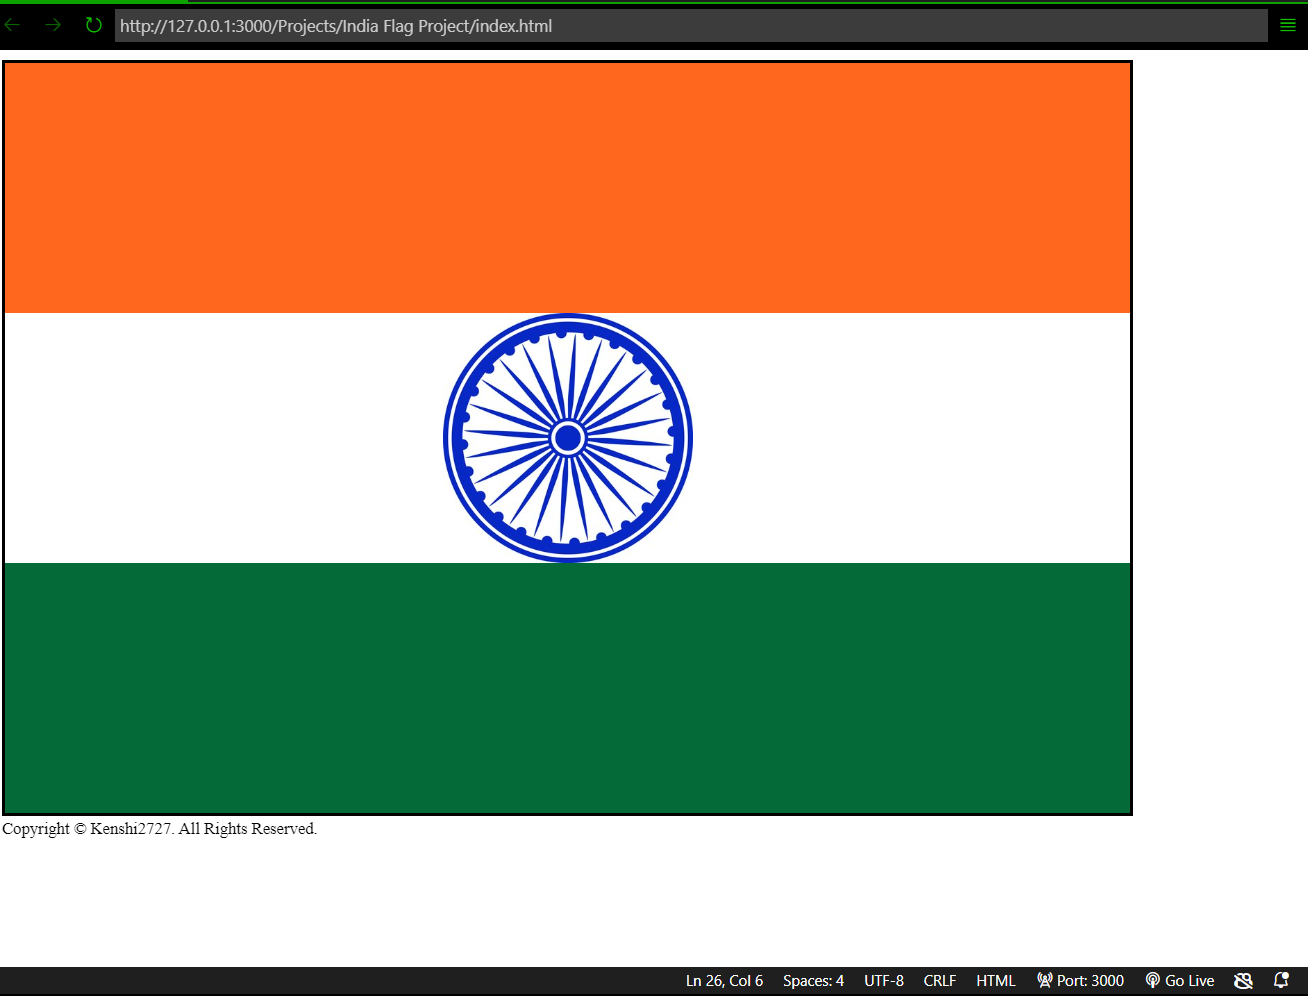 http://127.0.0.1:3000/Projects/India Flag Project/index.html
Copyright © Kenshi2727. All Rights Reserved.
Ln 26, Col 6 Spaces: 4 UTF-8 CRLF HTML Port: 3000 Go Live